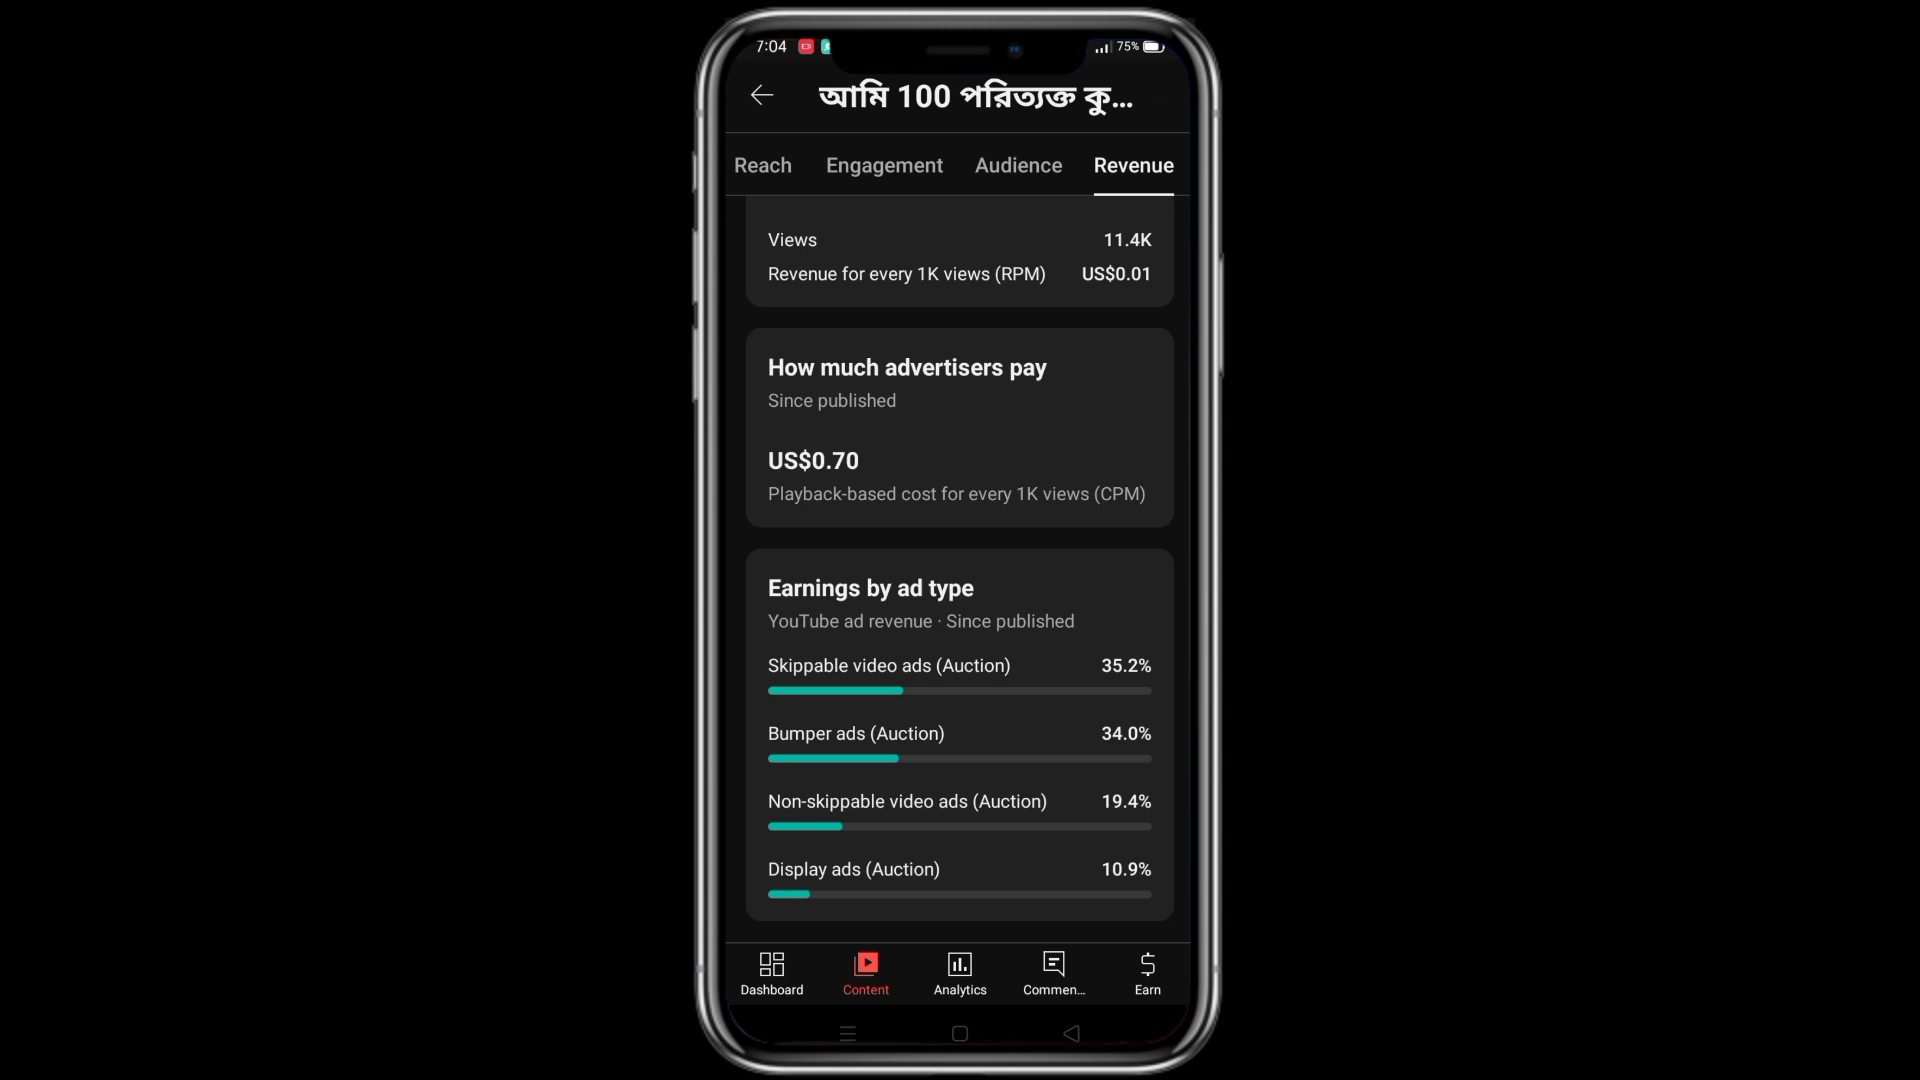 7:04
75%
আমি 100 পরিত্যক্ত কু...
Reach Engagement Audience Revenue
Views 11.4K
Revenue for every 1K views (RPM) US$0.01
How much advertisers pay
Since published
US$0.70
Playback-based cost for every 1K views (CPM)
Earnings by ad type
YouTube ad revenue · Since published
Skippable video ads (Auction) 35.2%
Bumper ads (Auction) 34.0%
Non-skippable video ads (Auction) 19.4%
Display ads (Auction) 10.9%
Dashboard Content Analytics Commen... Earn